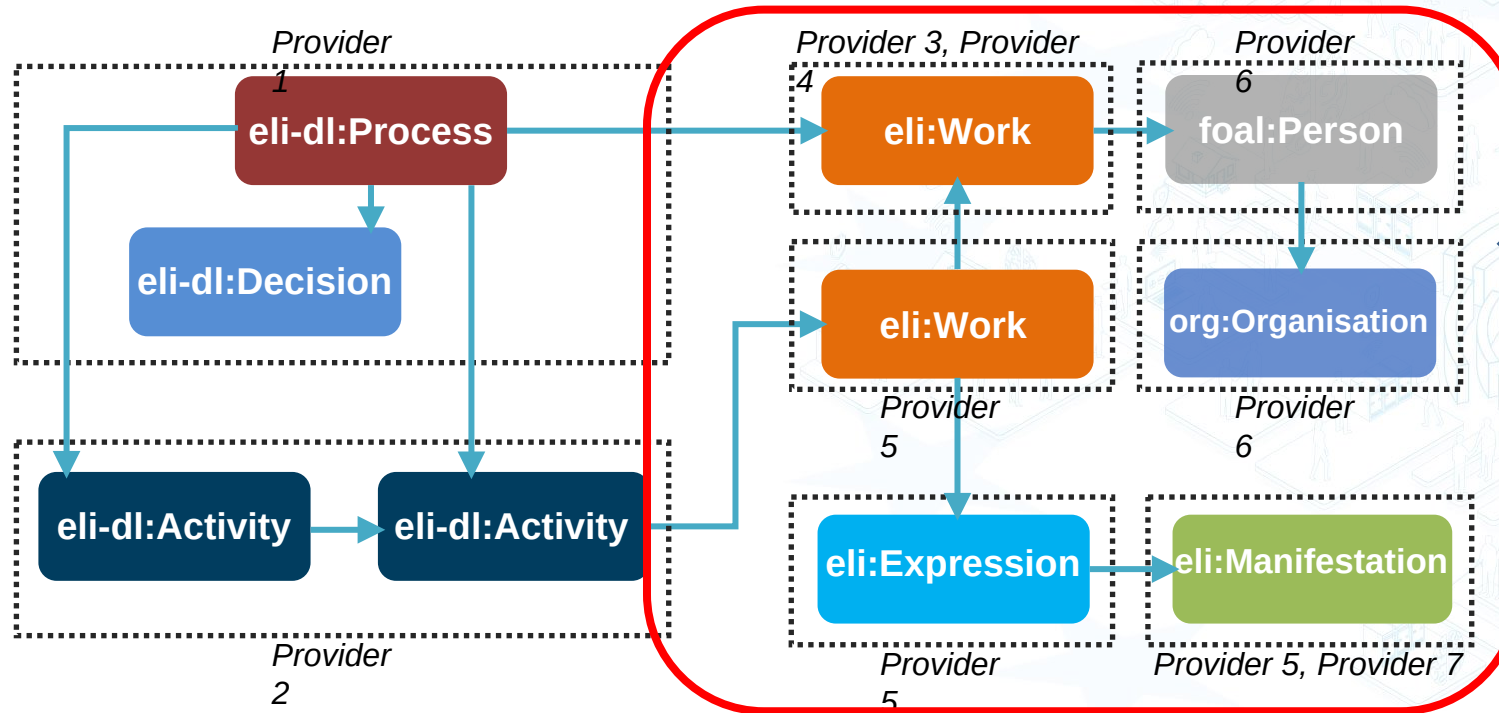 Provider
1
Provider 3, Provider
4
Provider
6
eli-dl:Process
eli:Work
foal:Person
eli-dl:Decision
eli:Work
org:Organisation
Provider
5
Provider
6
eli-dl:Activity
eli-dl:Activity
eli:Expression
eli:Manifestation
Provider
2
Provider
5
Provider 5, Provider 7